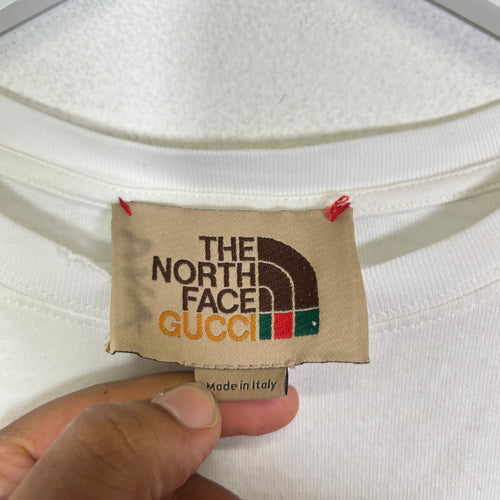 THE
NORTH
FACE
GUCCI
Made in Italy